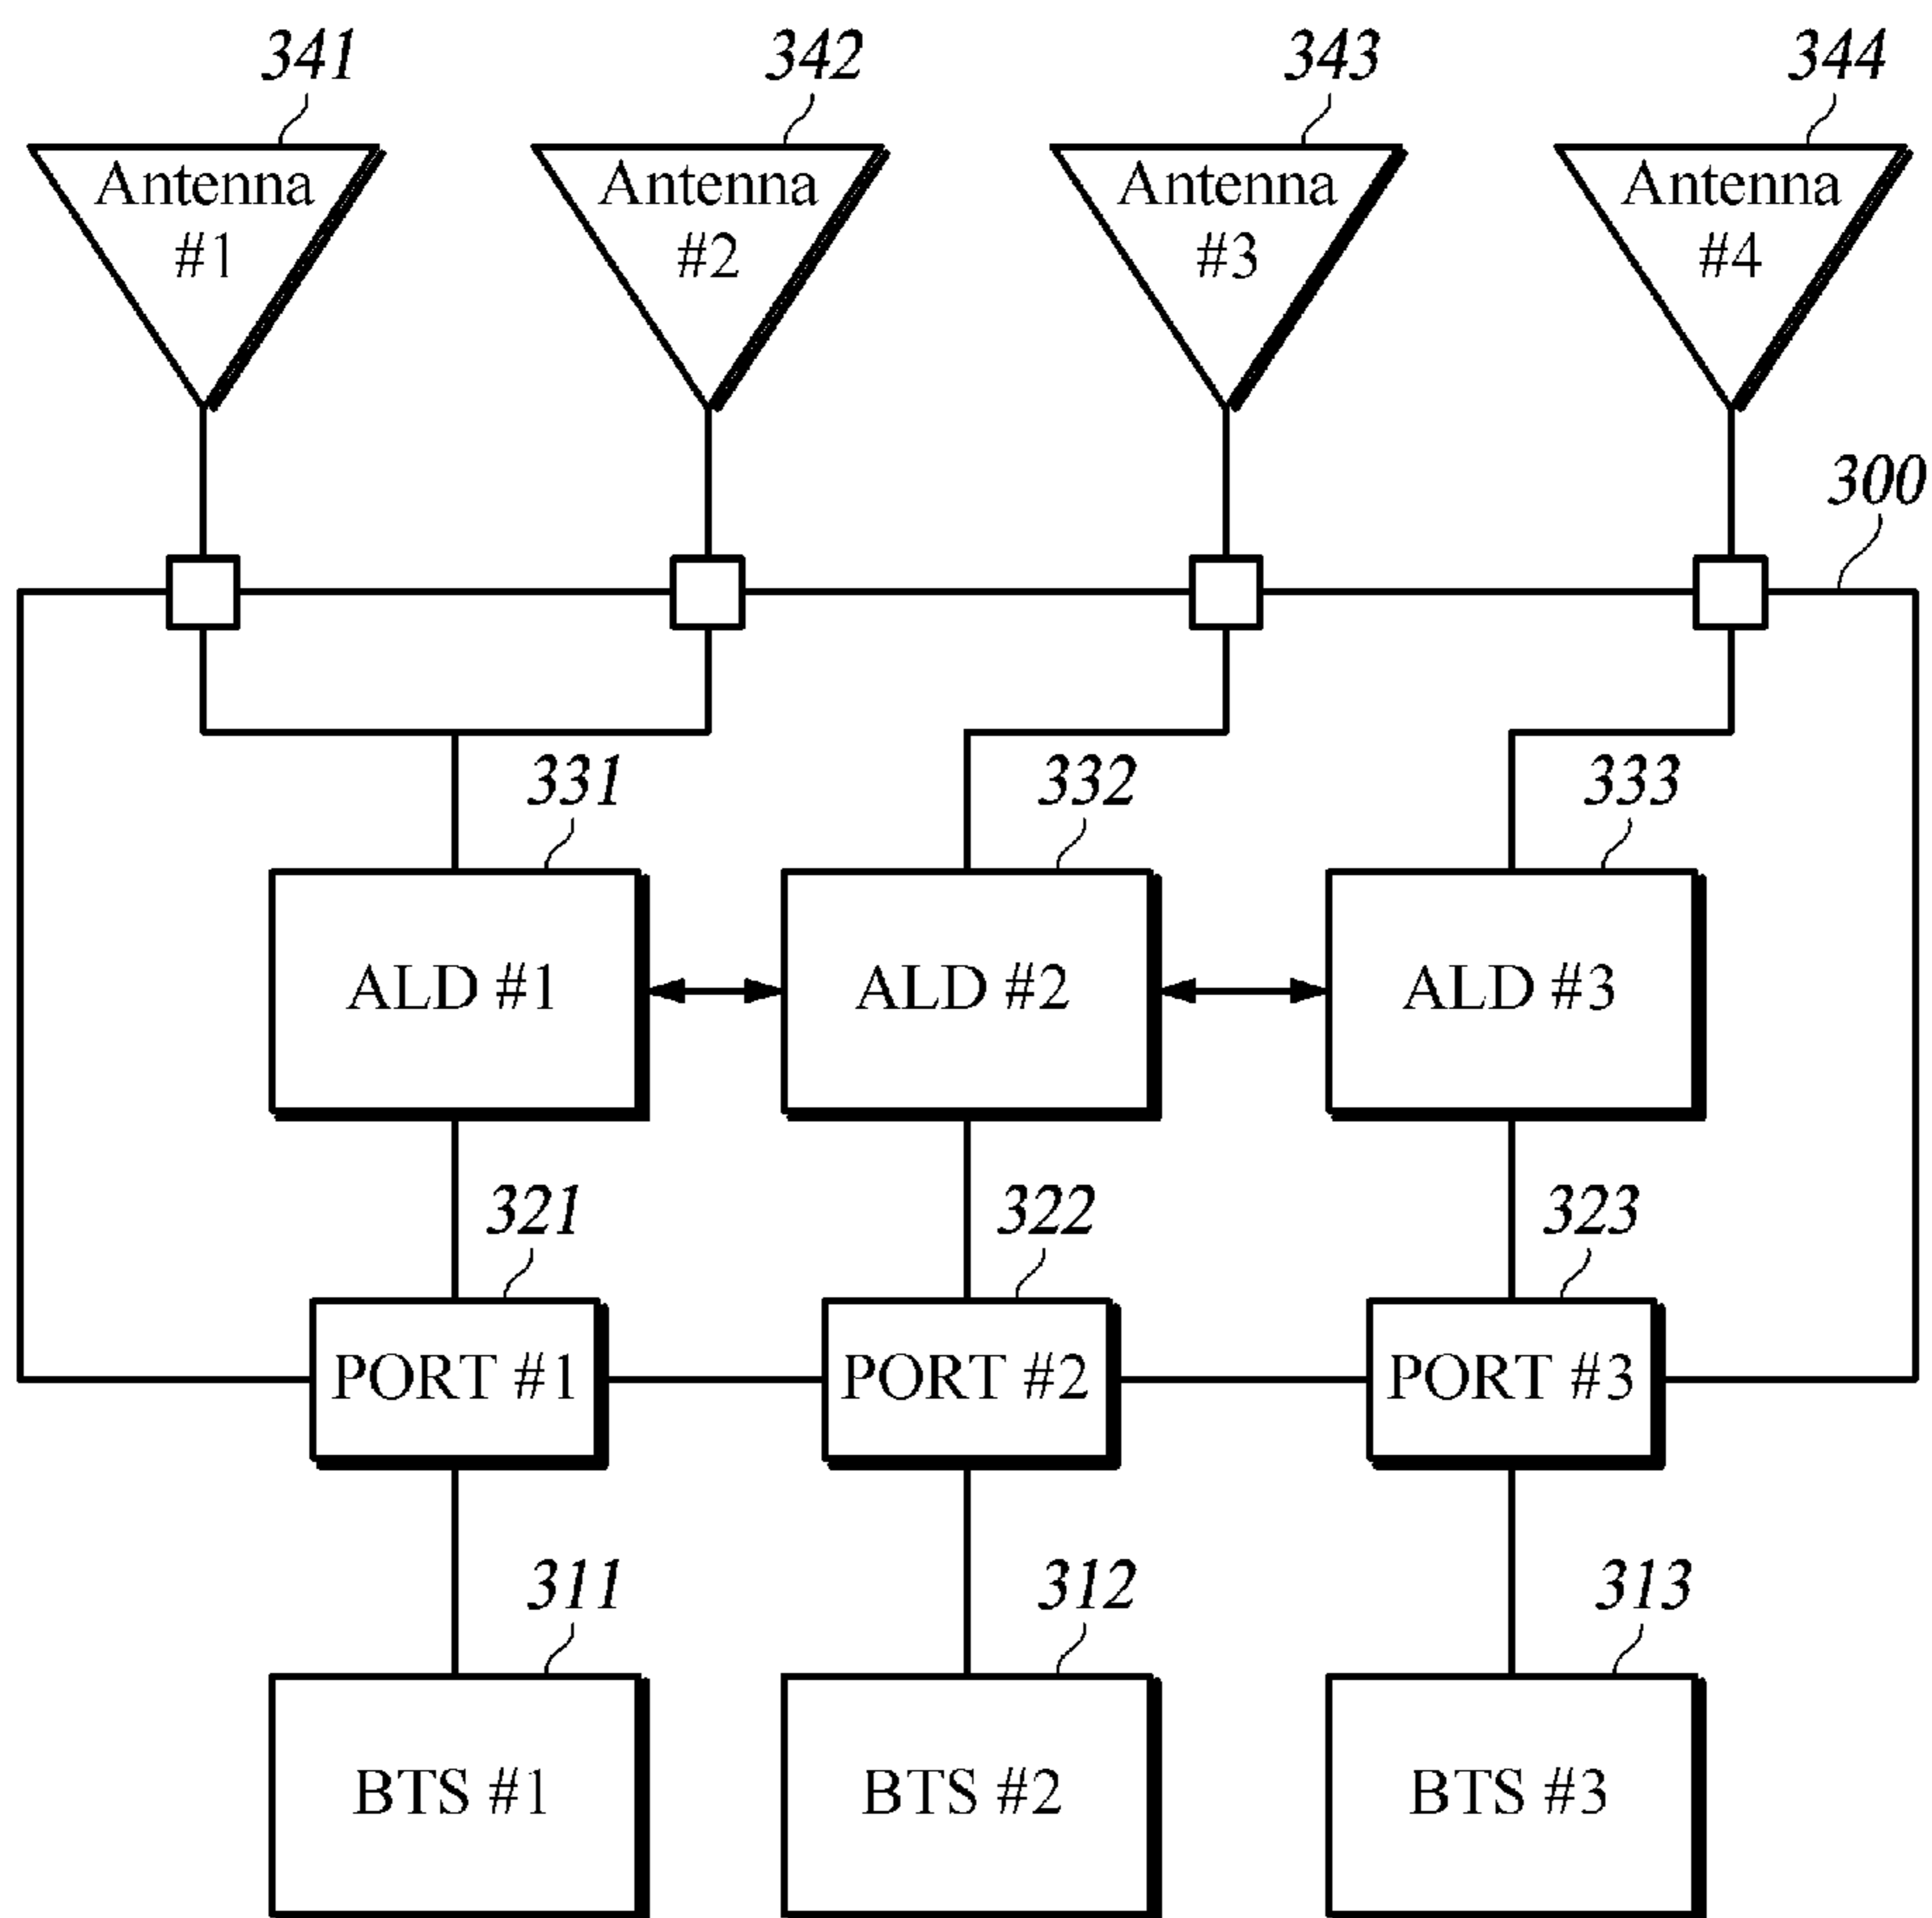 341 342 343 344
Antenna Antenna Antenna Antenna
#1 #2 #3 #4
300
331 332 333
ALD #1 ALD #2 ALD #3
321 322 323
PORT #1 PORT #2 PORT #3
311 312 313
BTS #1 BTS #2 BTS #3